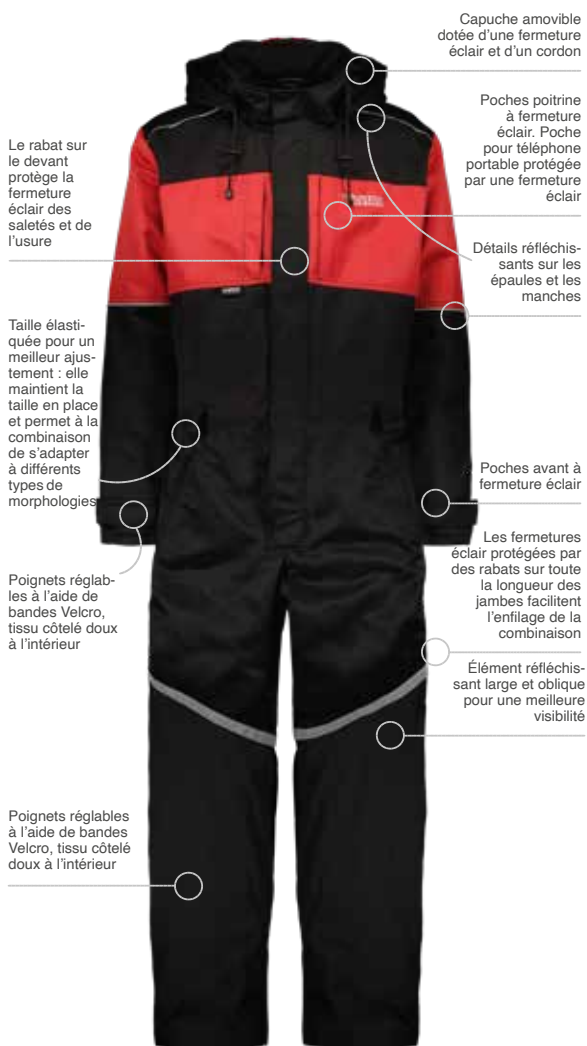 Capuche amovible
dotée d'une fermeture
éclair et d'un cordon
Poches poitrine
à fermeture
éclair. Poche
pour téléphone
portable protégée
par une fermeture
éclair
Le rabat sur
le devant
protège la
fermeture
éclair des
saletés et de
l'usure
Détails réfléchis-
sants sur les
épaules et les
manches
Taille élasti-
quée pour un
meilleur ajus-
tement : elle
maintient la
taille en place
et permet à la
combinaison
de s'adapter
à différents
types de
morphologies
Poches avant à
fermeture éclair
Les fermetures
éclair protégées par
des rabats sur toute
la longueur des
jambes facilitent
l'enfilage de la
combinaison
Poignets réglab-
les à l'aide de
bandes Velcro,
tissu côtelé doux
à l'intérieur
Élément réfléchis-
sant large et oblique
pour une meilleure
visibilité
Poignets réglables
à l'aide de bandes
Velcro, tissu côtelé
doux à l'intérieur